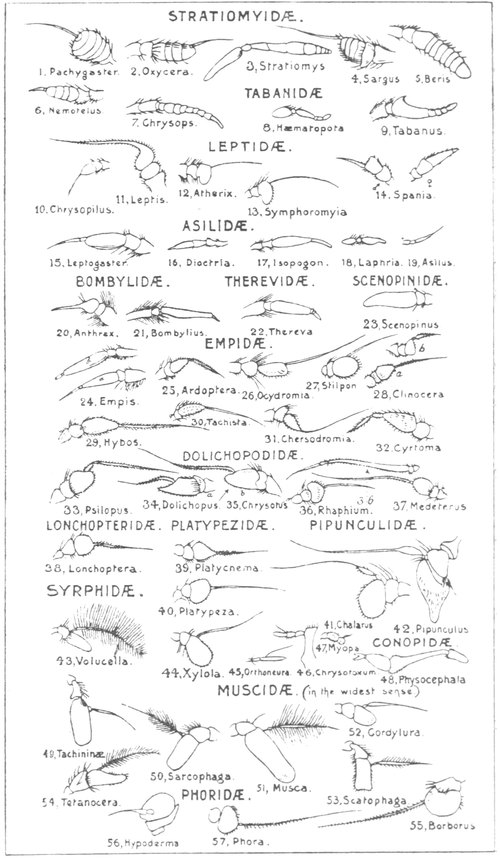 STRATIOMYIDÆ.
1. Pachygaster. 2. Oxycera. 3, Stratiomys 4, Sargus 5, Beris
TABANIDÆ
6, Nemotelus 7. Chrysops. 8. Hæmatopota 9. Tabanus.
LEPTIDÆ.
10. Chrysopilus. 11. Leptis. 12. Atherix. 13. Symphoromyia 14. Spania.
ASILIDÆ.
15. Leptogaster. 16. Dioctria. 17. Isopogon. 18. Laphria. 19, Asilus
BOMBYLIDÆ. THEREVIDÆ. SCENOPINIDÆ.
20. Anthrex. 21. Bombylius. 22. Thereva 23. Scenopinus
EMPIDÆ.
24. Empis. 25. Ardoptera. 26. Ocydromia 27. Stilpon 28. Clinocera a b
29. Hybos. 30. Tachista. 31. Chersodromia. 32. Cyrtoma
DOLICHOPODIDÆ.
33. Psilopus. 34. Dolichopus. a b 35. Chrysotus 36. Rhaphium. 37. Medeterus
LONCHOPTERIDÆ. PLATYPEZIDÆ. PIPUNCULIDÆ.
38. Lonchoptera. 39. Platycnema
40. Platypeza.
41. Chalarus 42. Pipunculus
SYRPHIDÆ.
CONOPIDÆ
43. Volucella. 44. Xylota. 45. Orthoneura. 46. Chrysotoxum 47. Myopa 48. Physocephala
MUSCIDÆ. (in the widest sense)
49. Tachininæ 50. Sarcophaga. 51. Musca. 52. Cordylura.
53. Scatophaga
54. Tetanocera. 55. Borborus
PHORIDÆ.
56. Hypoderma 57. Phora.